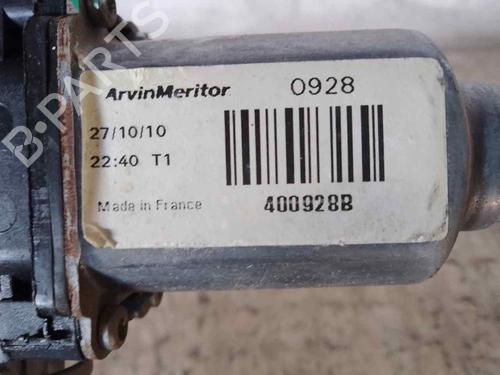 ArvinMeritor 0928
27/10/10
22:40 T1
Made in France 400928B
B-PARTS